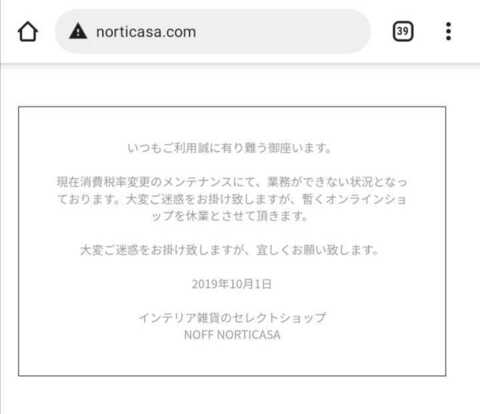 norticasa.com
39
いつもご利用誠に有り難う御座います。
現在消費税率変更のメンテナンスにて、業務ができない状況となっ
ております。大変ご迷惑をお掛け致しますが、暫くオンラインショ
ップを休業とさせて頂きます。
大変ご迷惑をお掛け致しますが、宜しくお願い致します。
2019年10月1日
インテリア雑貨のセレクトショップ
NOFF NORTICASA